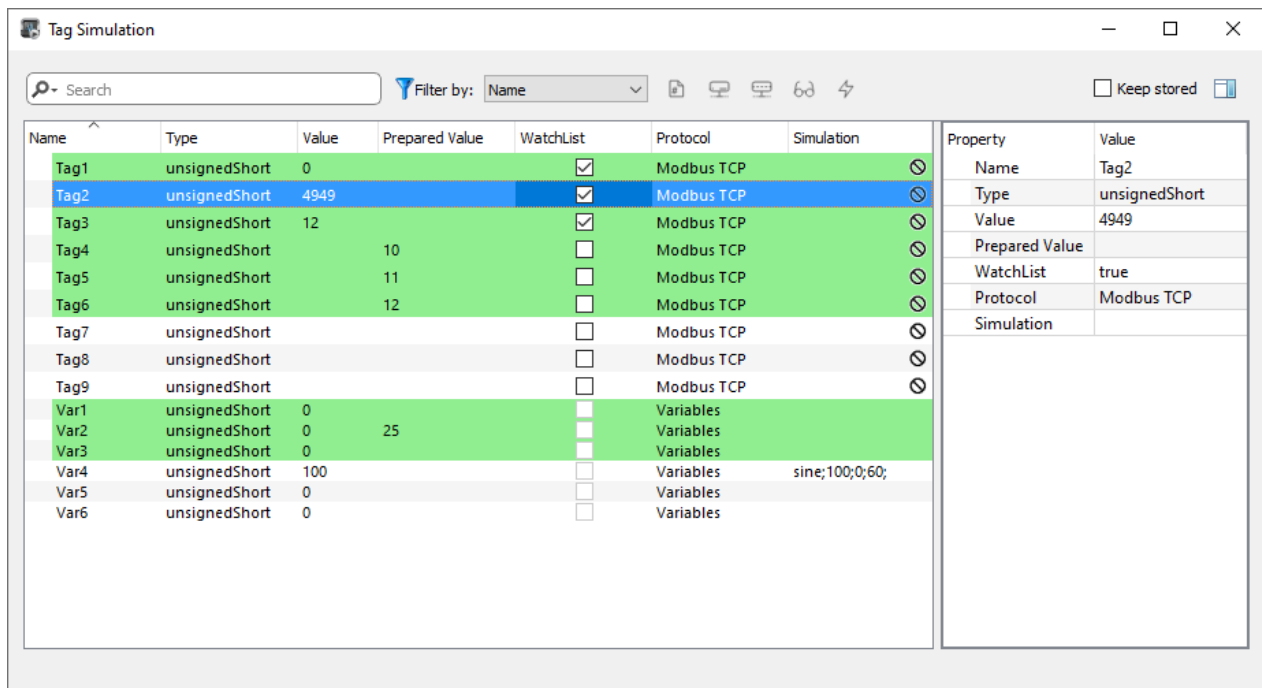 Tag Simulation
Search Filter by: Name Keep stored
Name Type Value Prepared Value WatchList Protocol Simulation Property Value
Tag1 unsignedShort 0 Modbus TCP Name Tag2
Tag2 unsignedShort 4949 Modbus TCP Type unsignedShort
Tag3 unsignedShort 12 Modbus TCP Value 4949
Tag4 unsignedShort 10 Modbus TCP Prepared Value
Tag5 unsignedShort 11 Modbus TCP WatchList true
Tag6 unsignedShort 12 Modbus TCP Protocol Modbus TCP
Tag7 unsignedShort Modbus TCP Simulation
Tag8 unsignedShort Modbus TCP
Tag9 unsignedShort Modbus TCP
Var1 unsignedShort 0 Variables
Var2 unsignedShort 0 25 Variables
Var3 unsignedShort 0 Variables
Var4 unsignedShort 100 Variables sine;100;0;60;
Var5 unsignedShort 0 Variables
Var6 unsignedShort 0 Variables